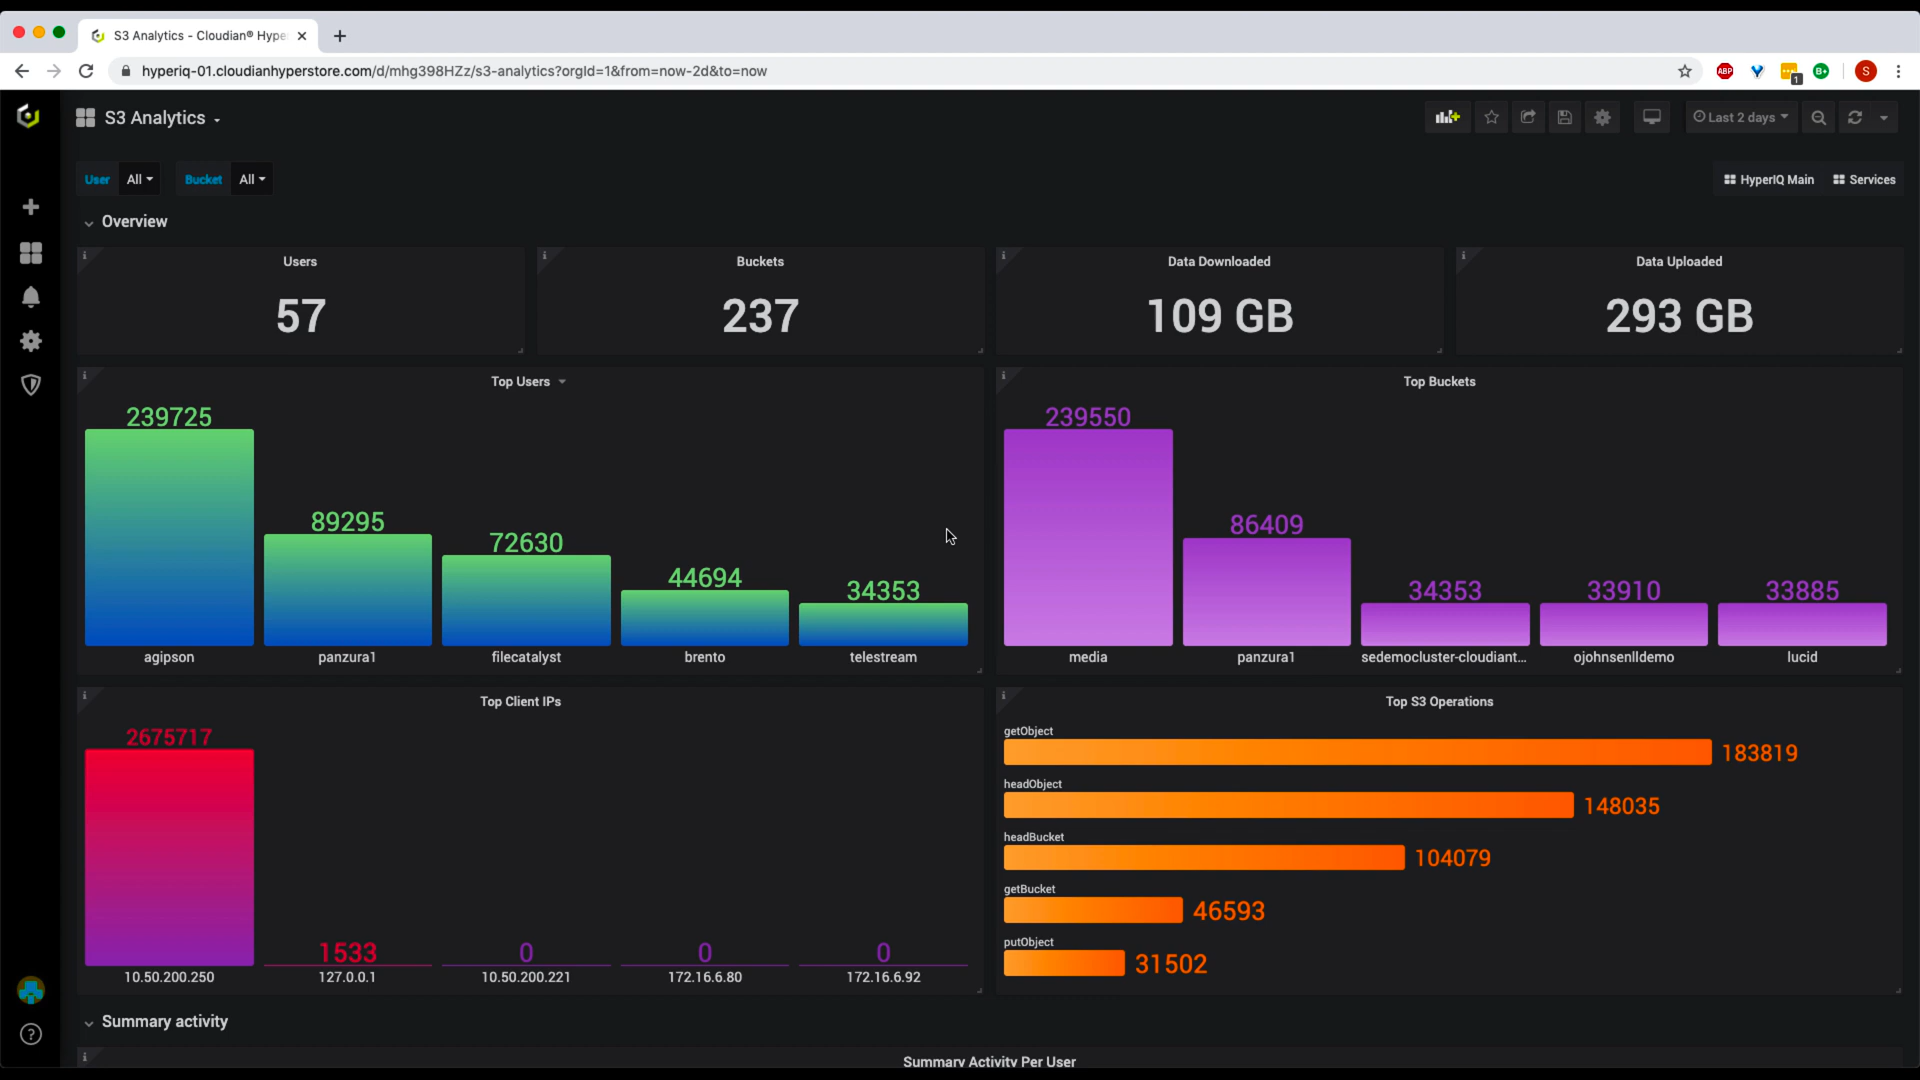 S3 Analytics - Cloudian® Hype
hyperiq-01.cloudianhyperstore.com/d/mhg398HZz/s3-analytics?orgId=1&from=now-2d&to=now
ABP
1
B+
S
S3 Analytics
Last 2 days
User All Bucket All
HyperIQ Main Services
Overview
Users
57
Buckets
237
Data Downloaded
109 GB
Data Uploaded
293 GB
Top Users
239725
89295
72630
44694
34353
agipson
panzura1
filecatalyst
brento
telestream
Top Buckets
239550
86409
34353
33910
33885
media
panzura1
sedemocluster-cloudiant...
ojohnsenlldemo
lucid
Top Client IPs
2675717
1533
0
0
0
10.50.200.250
127.0.0.1
10.50.200.221
172.16.6.80
172.16.6.92
Top S3 Operations
getObject
183819
headObject
148035
headBucket
104079
getBucket
46593
putObject
31502
Summary activity
Summary Activity Per User